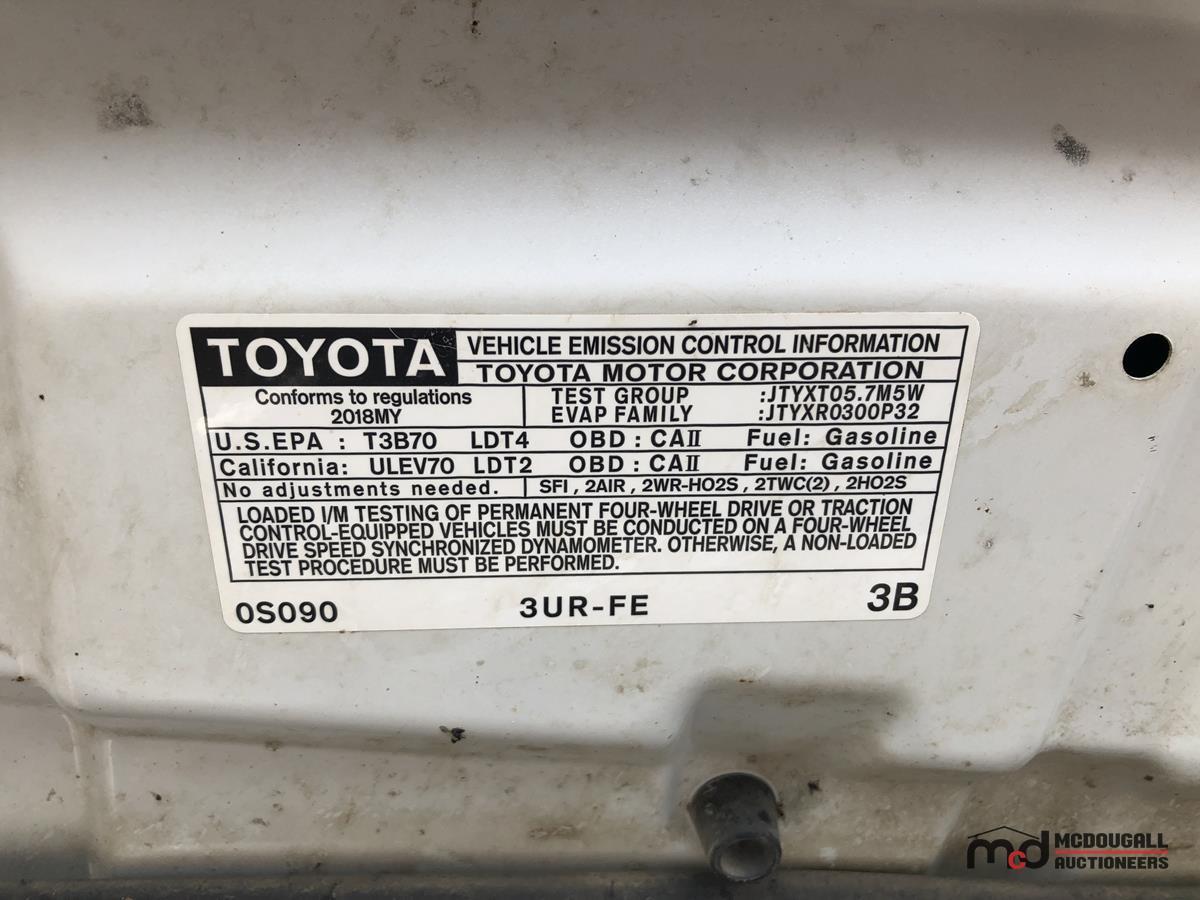 TOYOTA
VEHICLE EMISSION CONTROL INFORMATION
TOYOTA MOTOR CORPORATION
Conforms to regulations
2018MY
TEST GROUP :JTYXT05.7M5W
EVAP FAMILY :JTYXR0300P32
U.S.EPA : T3B70 LDT4 OBD : CAII Fuel: Gasoline
California: ULEV70 LDT2 OBD : CAII Fuel: Gasoline
No adjustments needed. SFI , 2AIR , 2WR-HO2S , 2TWC(2) , 2HO2S
LOADED I/M TESTING OF PERMANENT FOUR-WHEEL DRIVE OR TRACTION
CONTROL-EQUIPPED VEHICLES MUST BE CONDUCTED ON A FOUR-WHEEL
DRIVE SPEED SYNCHRONIZED DYNAMOMETER. OTHERWISE, A NON-LOADED
TEST PROCEDURE MUST BE PERFORMED.
0S090 3UR-FE 3B
mcd MCDOUGALL
AUCTIONEERS